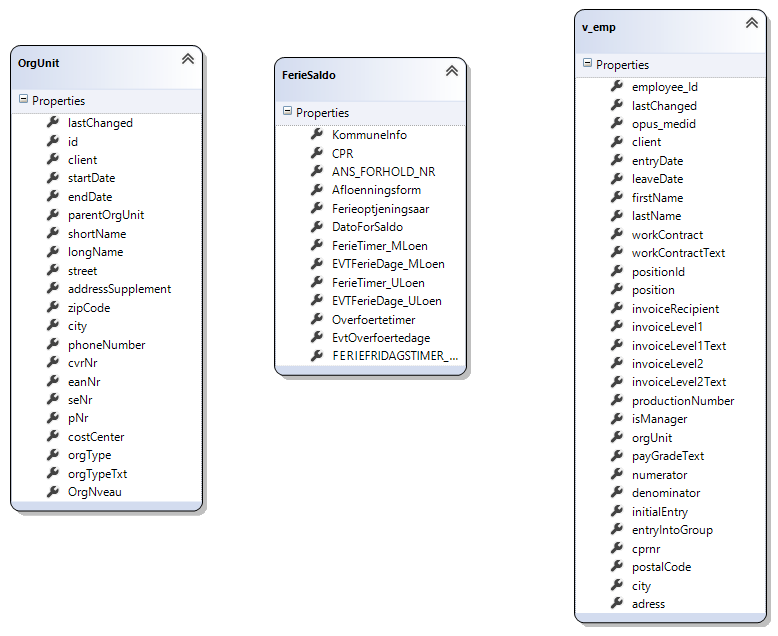 OrgUnit
Properties
lastChanged
id
client
startDate
endDate
parentOrgUnit
shortName
longName
street
addressSupplement
zipCode
city
phoneNumber
cvrNr
eanNr
seNr
pNr
costCenter
orgType
orgTypeTxt
OrgNveau
FerieSaldo
Properties
KommuneInfo
CPR
ANS_FORHOLD_NR
Afloenningsform
Ferieoptjeningsaar
DatoForSaldo
FerieTimer_MLoen
EVTFerieDage_MLoen
FerieTimer_ULoen
EVTFerieDage_ULoen
Overfoertetimer
EvtOverfoertedage
FERIEFRIDAGSTIMER_...
v_emp
Properties
employee_Id
lastChanged
opus_medid
client
entryDate
leaveDate
firstName
lastName
workContract
workContractText
positionId
position
invoiceRecipient
invoiceLevel1
invoiceLevel1Text
invoiceLevel2
invoiceLevel2Text
productionNumber
isManager
orgUnit
payGradeText
numerator
denominator
initialEntry
entryIntoGroup
cprnr
postalCode
city
adress